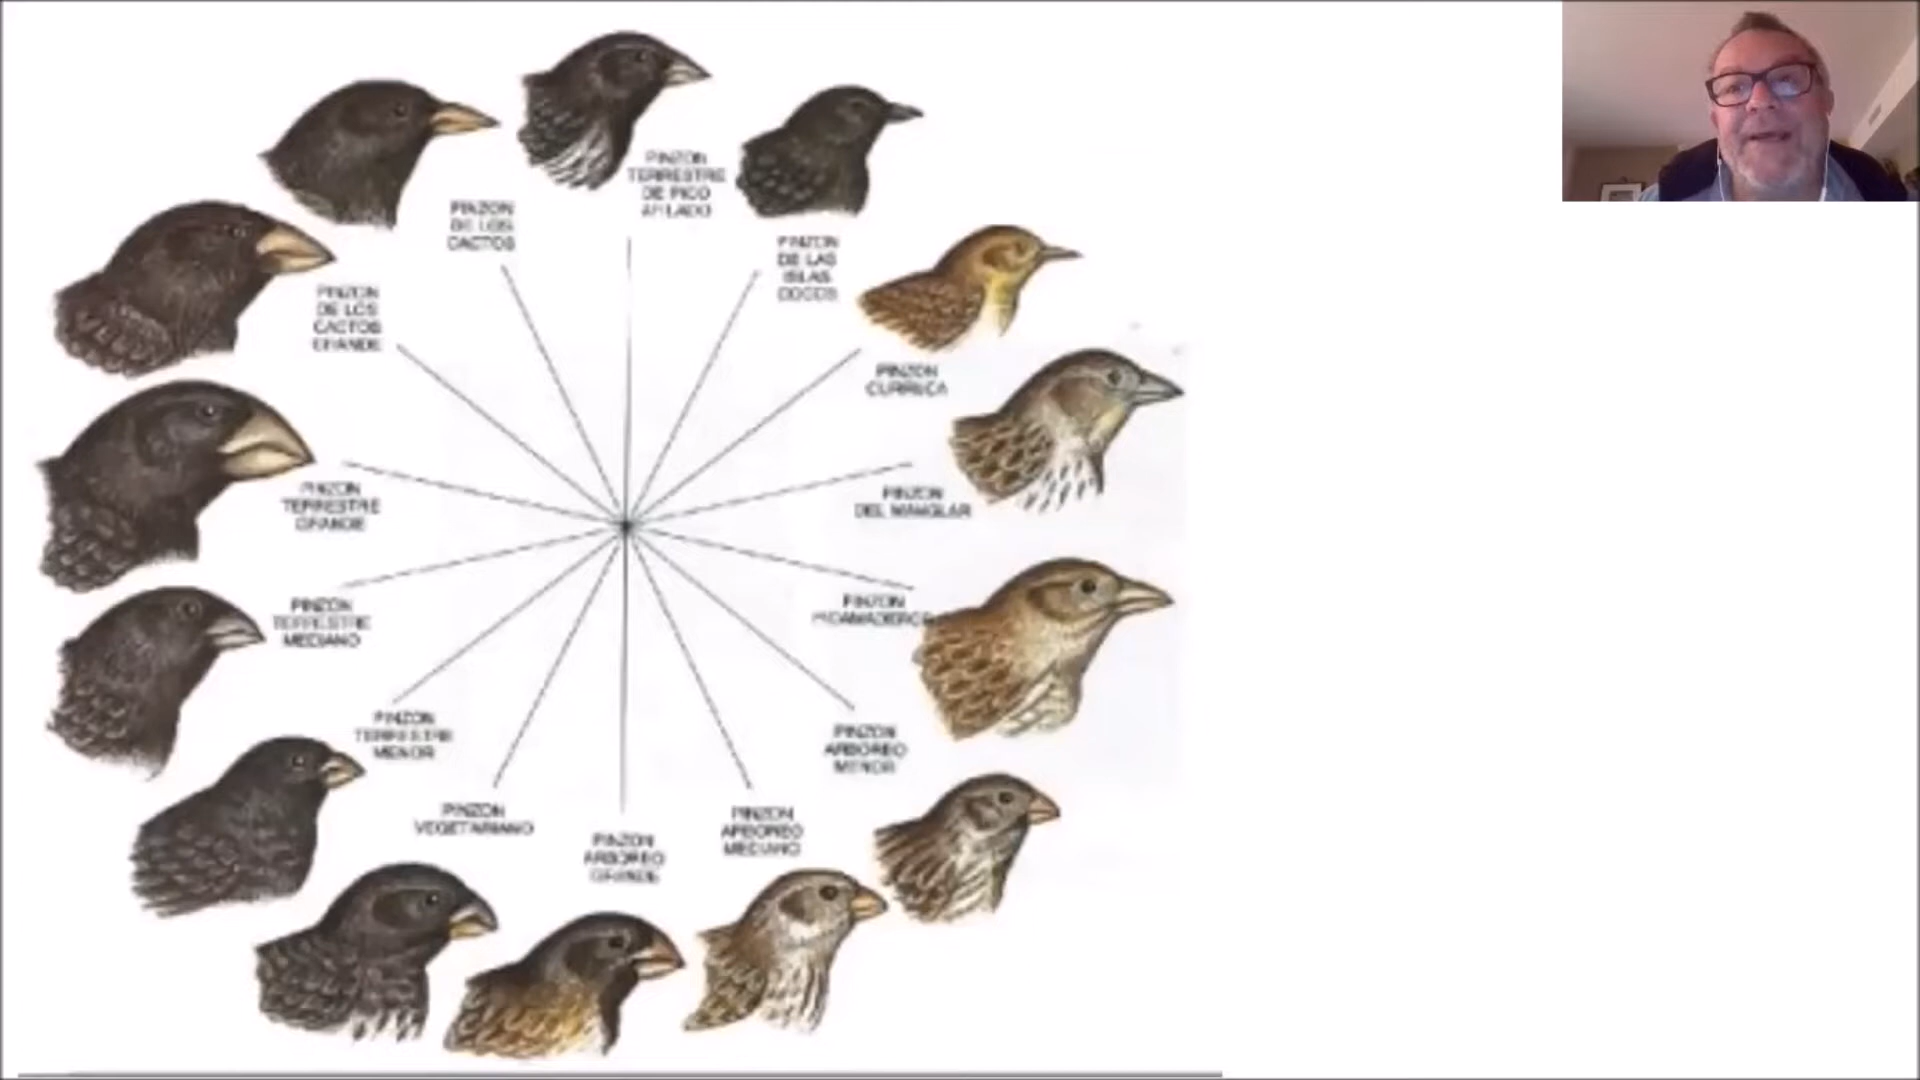 PINZON
TERRESTRE
DE PICO
AFILADO
PINZON
DE LOS
CACTOS
PINZON
DE LAS
ISLAS
COCOS
PINZON
DE LOS
CACTOS
GRANDE
PINZON
CURRUCA
PINZON
TERRESTRE
GRANDE
PINZON
DEL MANGLAR
PINZON
TERRESTRE
MEDIANO
PINZON
PICAMADEROS
PINZON
TERRESTRE
MENOR
PINZON
ARBOREO
MENOR
PINZON
VEGETARIANO
PINZON
ARBOREO
GRANDE
PINZON
ARBOREO
MEDIANO